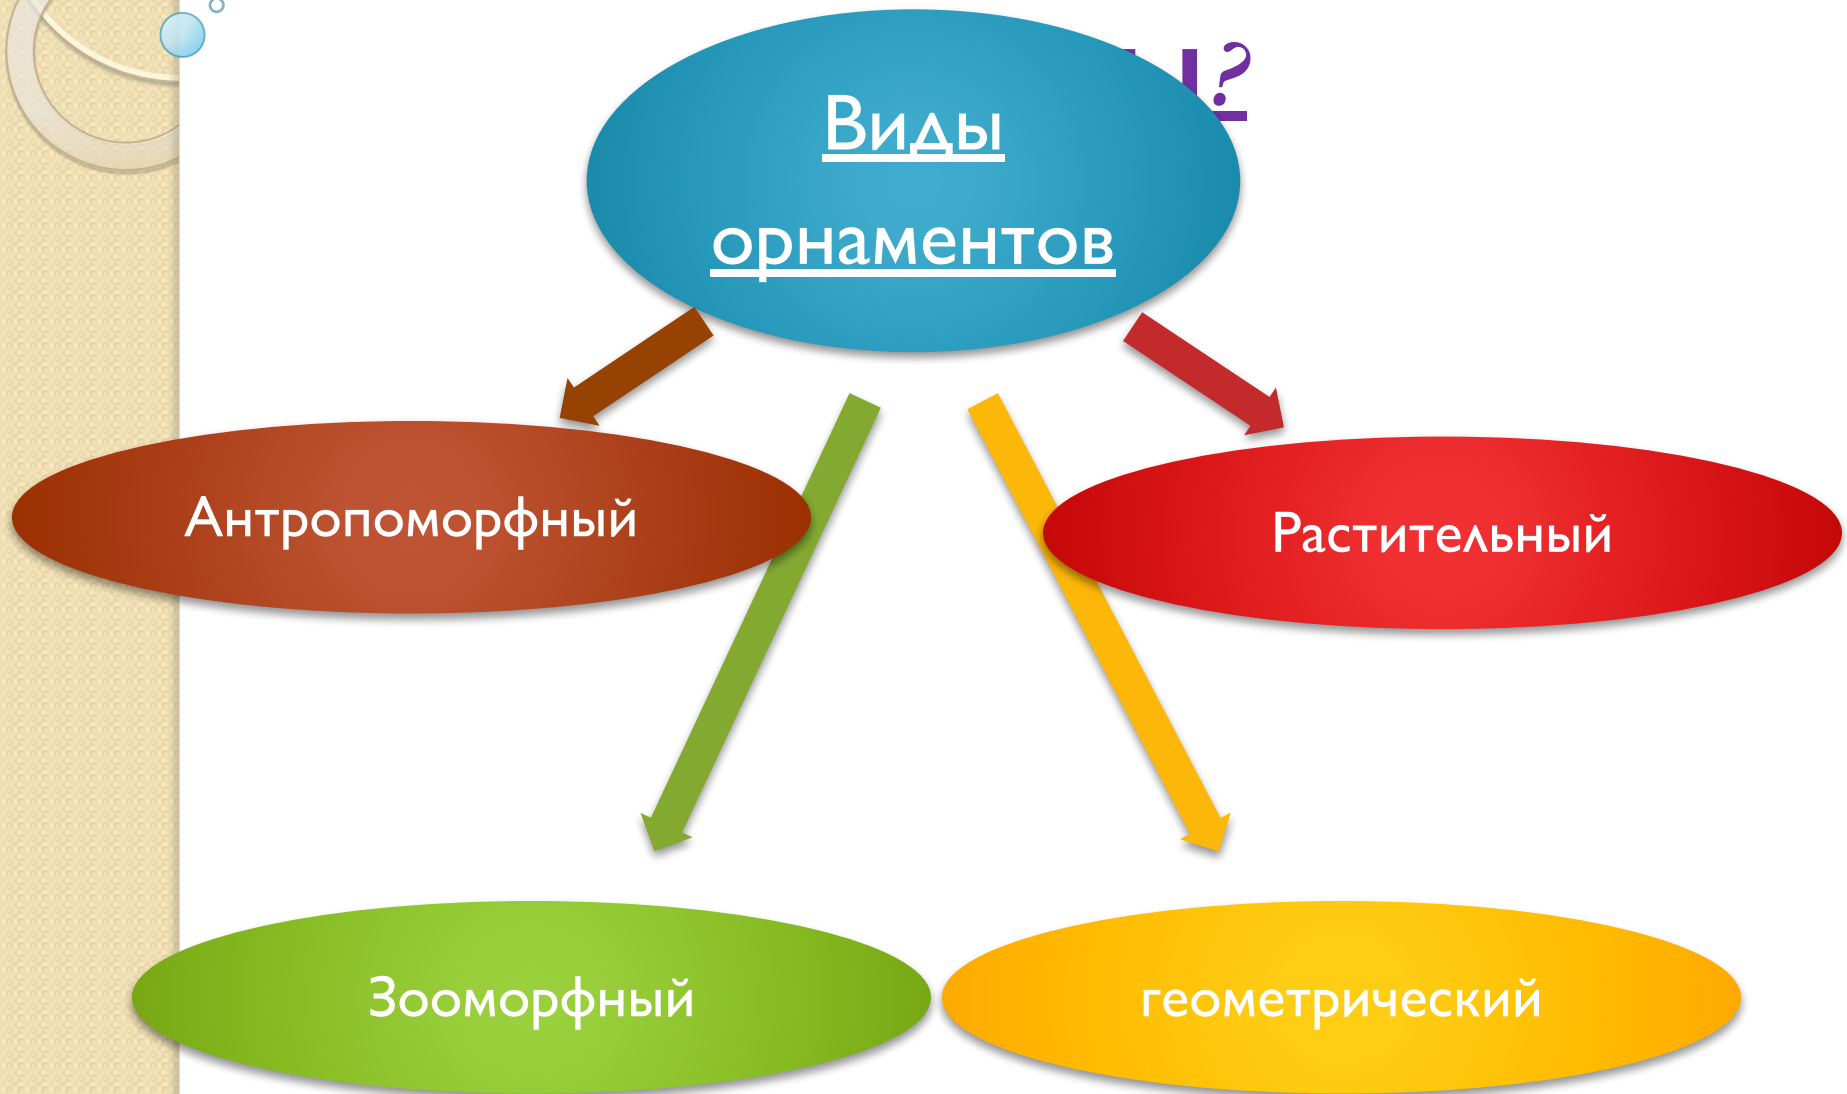 Виды
орнаментов
Антропоморфный
Растительный
Зооморфный
геометрический